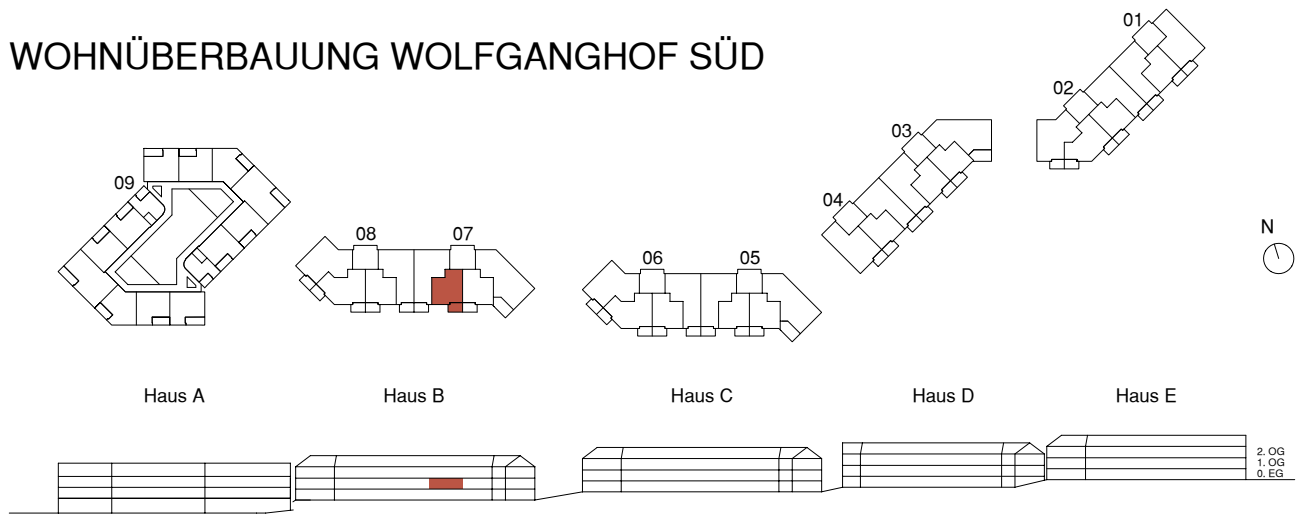 WOHNÜBERBAUUNG WOLFGANGHOF SÜD
01
02
03
04
09
08
07
06
05
N
Haus A
Haus B
Haus C
Haus D
Haus E
2. OG
1. OG
0. EG